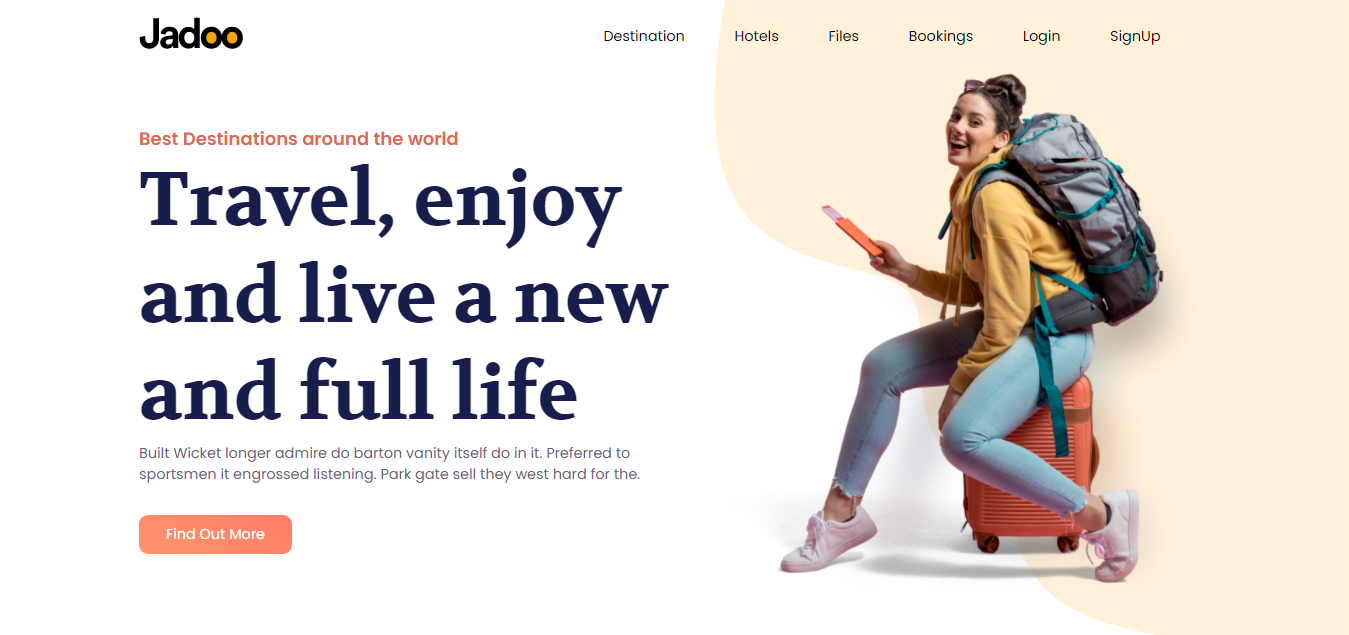 Jadoo
Destination Hotels Files Bookings Login SignUp
Best Destinations around the world
Travel, enjoy
and live a new
and full life
Built Wicket longer admire do barton vanity itself do in it. Preferred to
sportsmen it engrossed listening. Park gate sell they west hard for the.
Find Out More